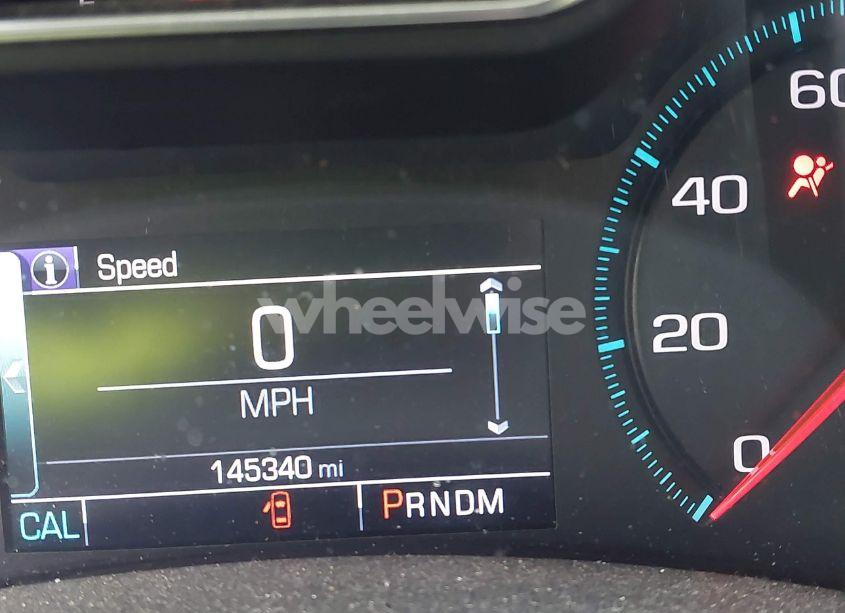 60
40
Speed
wheelwise
0
20
MPH
0
145340 mi
PRNDM
CAL